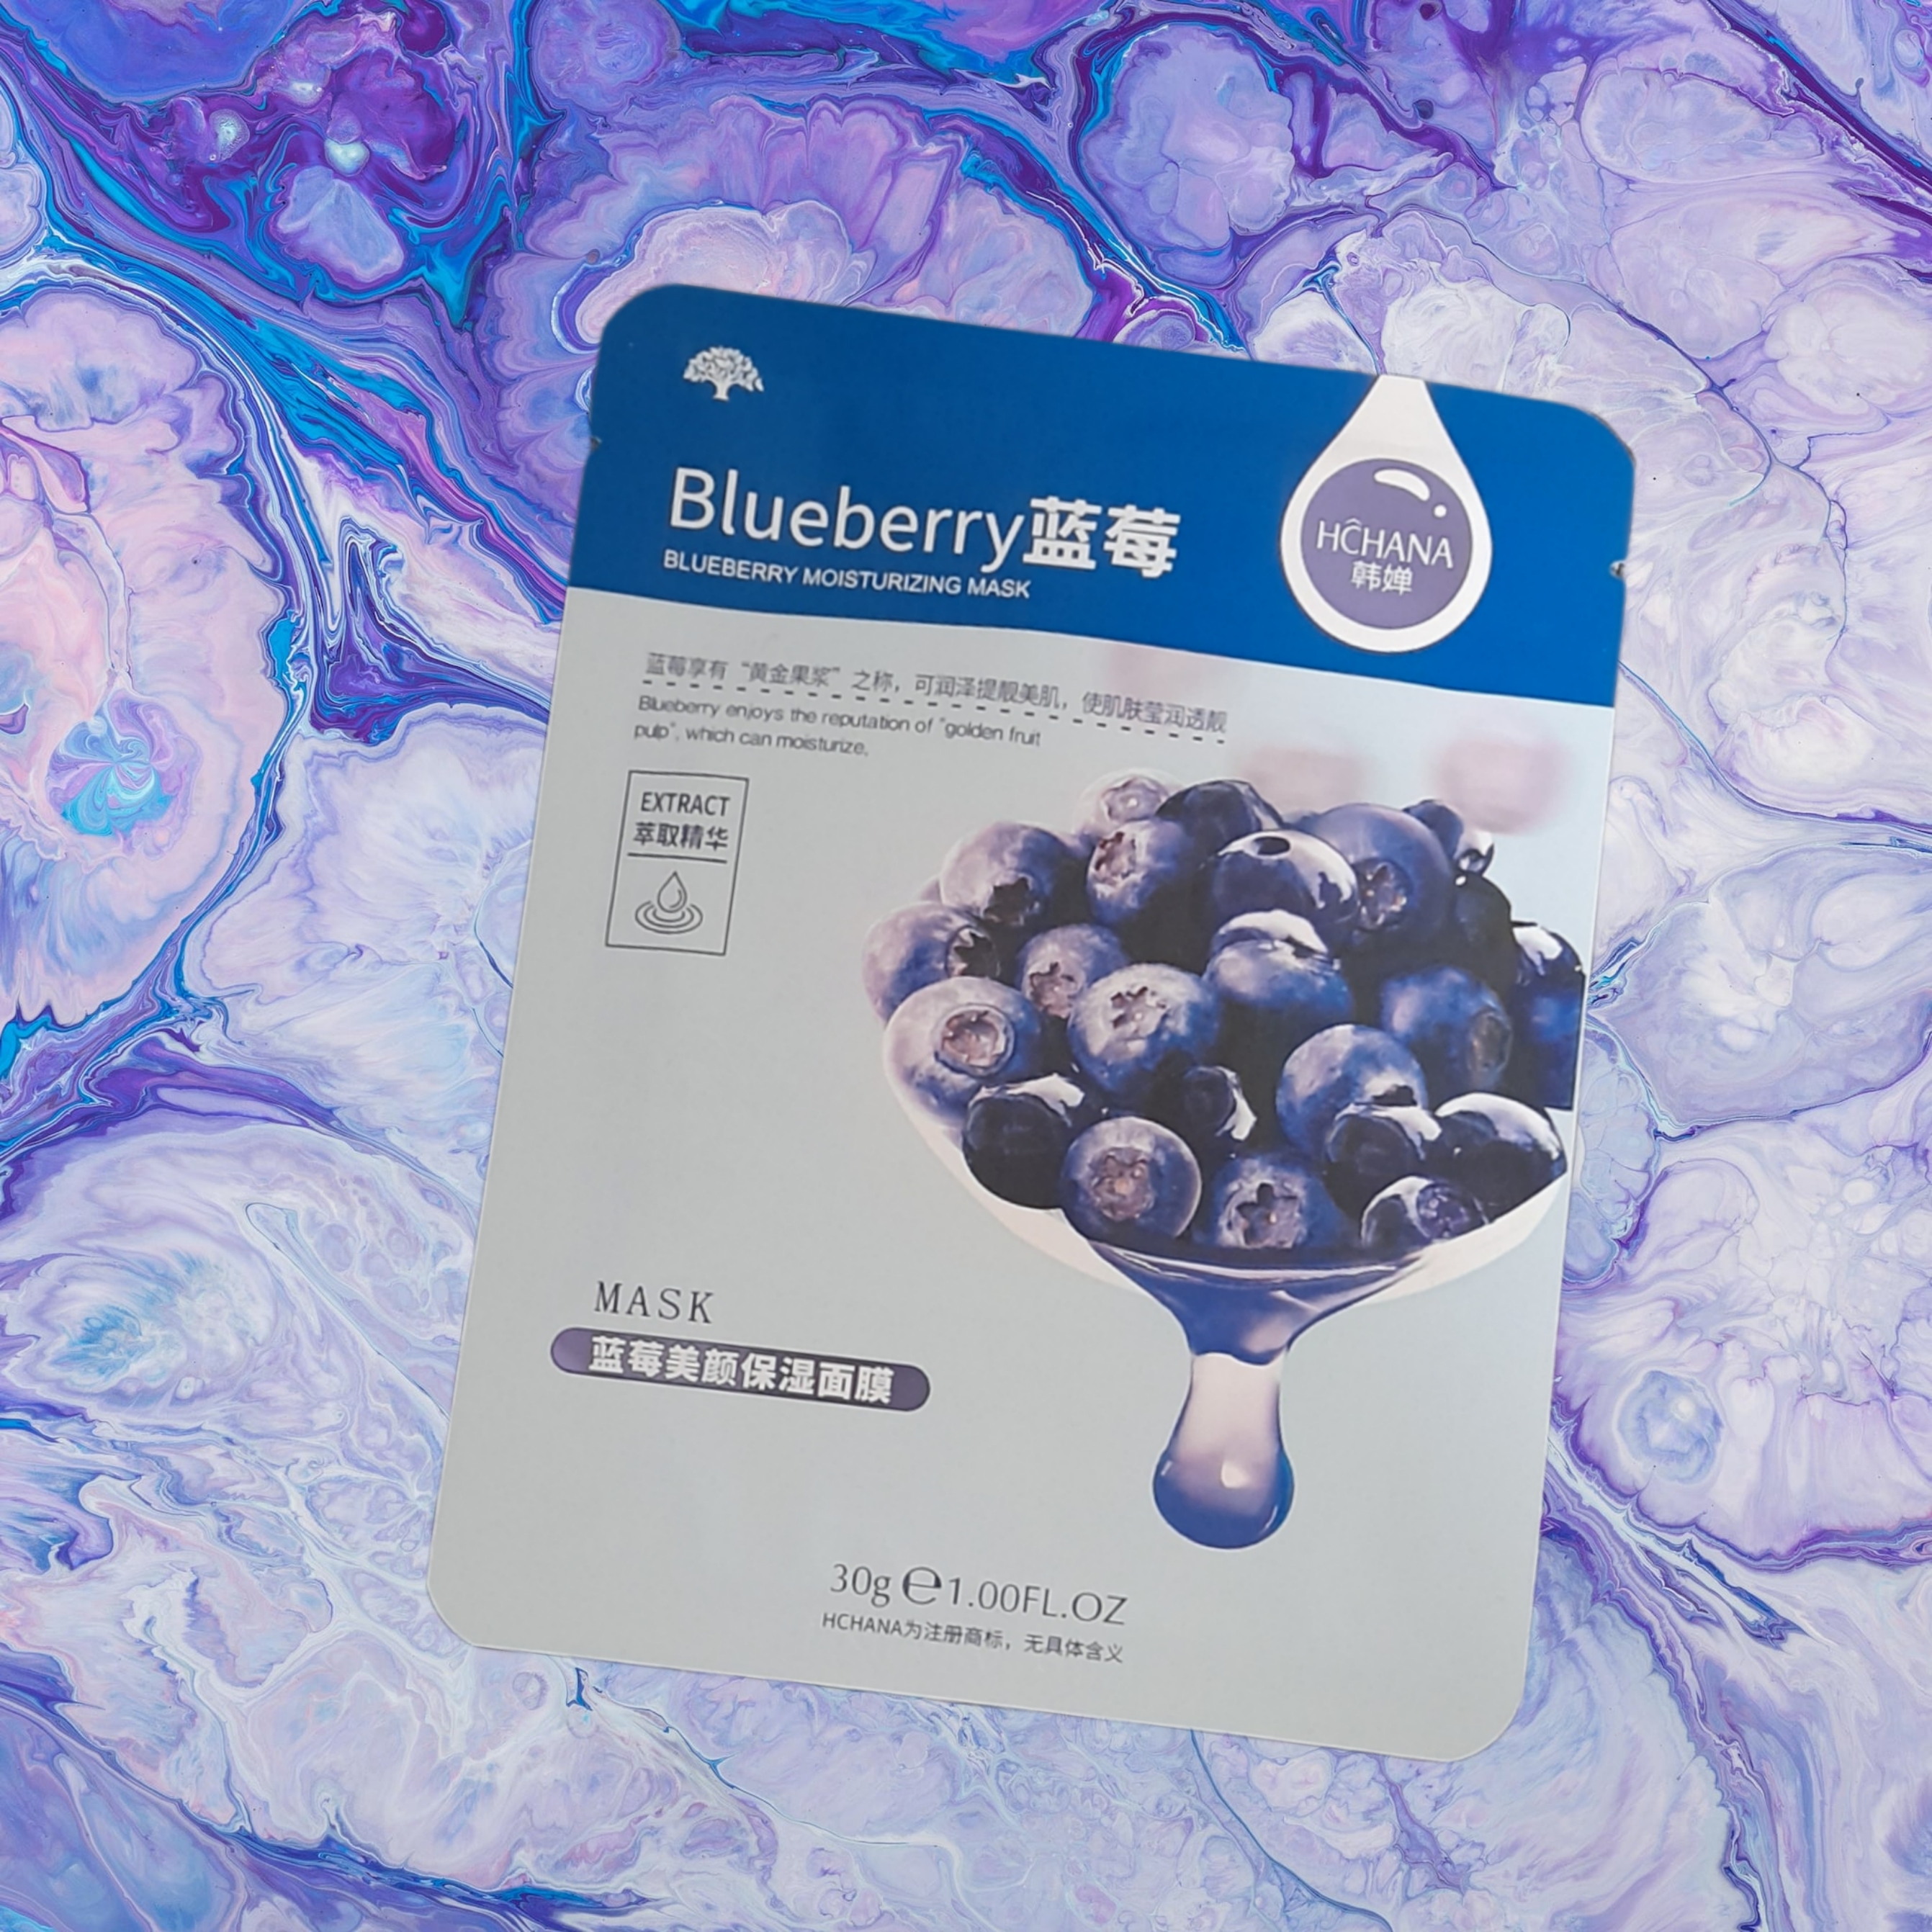 Blueberry蓝莓
BLUEBERRY MOISTURIZING MASK
HĈHANA
韩婵
蓝莓享有“黄金果浆”之称，可润泽提靓美肌，使肌肤莹润透靓
Blueberry enjoys the reputation of "golden fruit
pulp", which can moisturize,
EXTRACT
萃取精华
MASK
蓝莓美颜保湿面膜
30g ℮1.00FL.OZ
HCHANA为注册商标，无具体含义